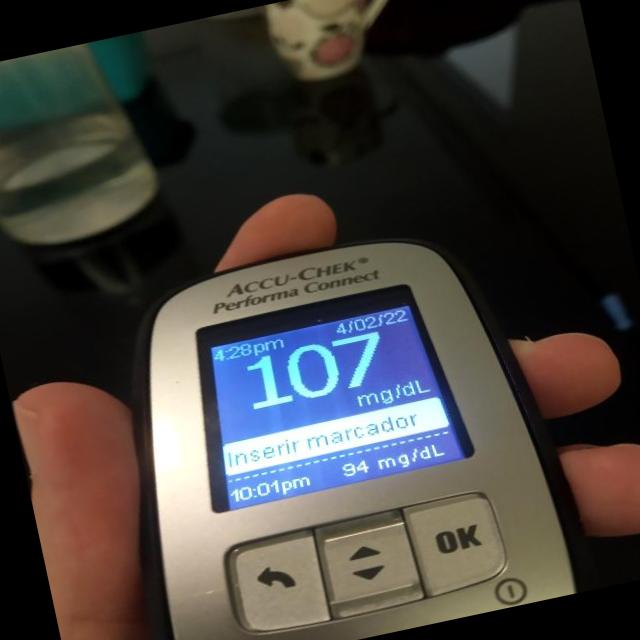 ACCU-CHEK®
Performa Connect
4:28pm 4/02/22
107
mg/dL
Inserir marcador
10:01pm 94 mg/dL
OK